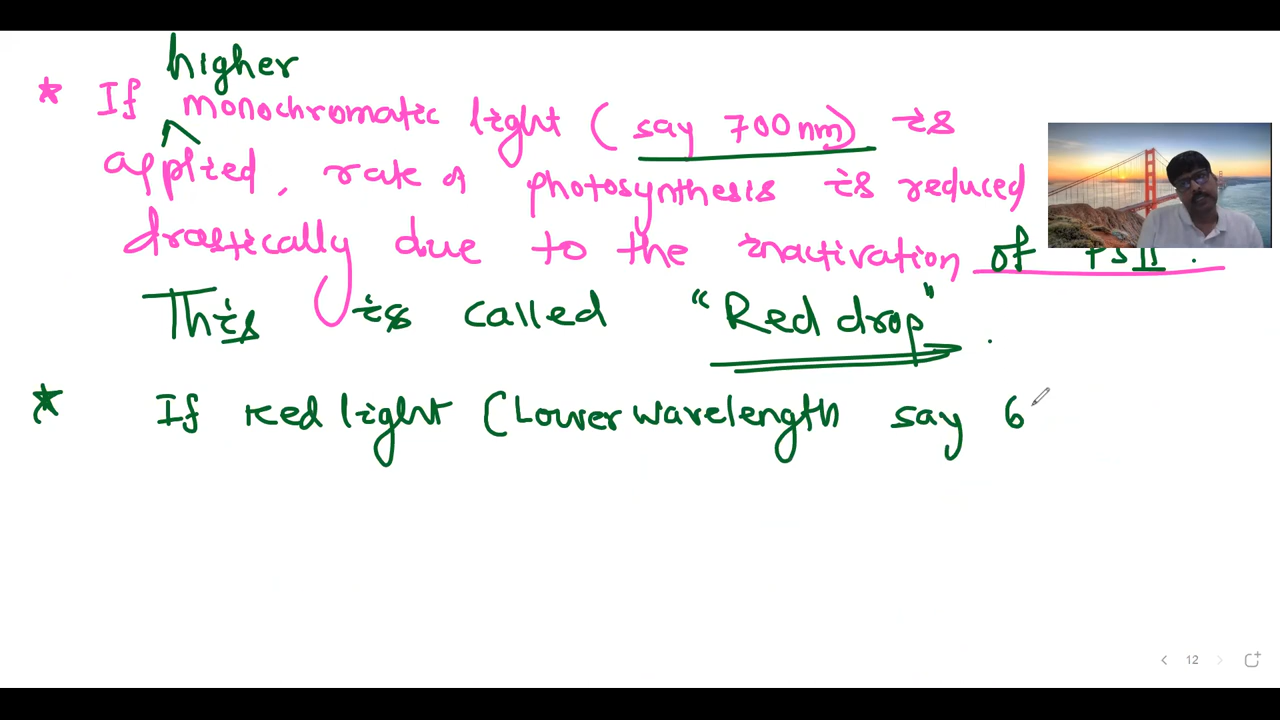 higher
* If monochromatic light (say 700nm) is
applied, rate of photosynthesis is reduced
drastically due to the inactivation of PSII.
This is called "Red drop".
* If Red light (Lower wavelength say 6
12